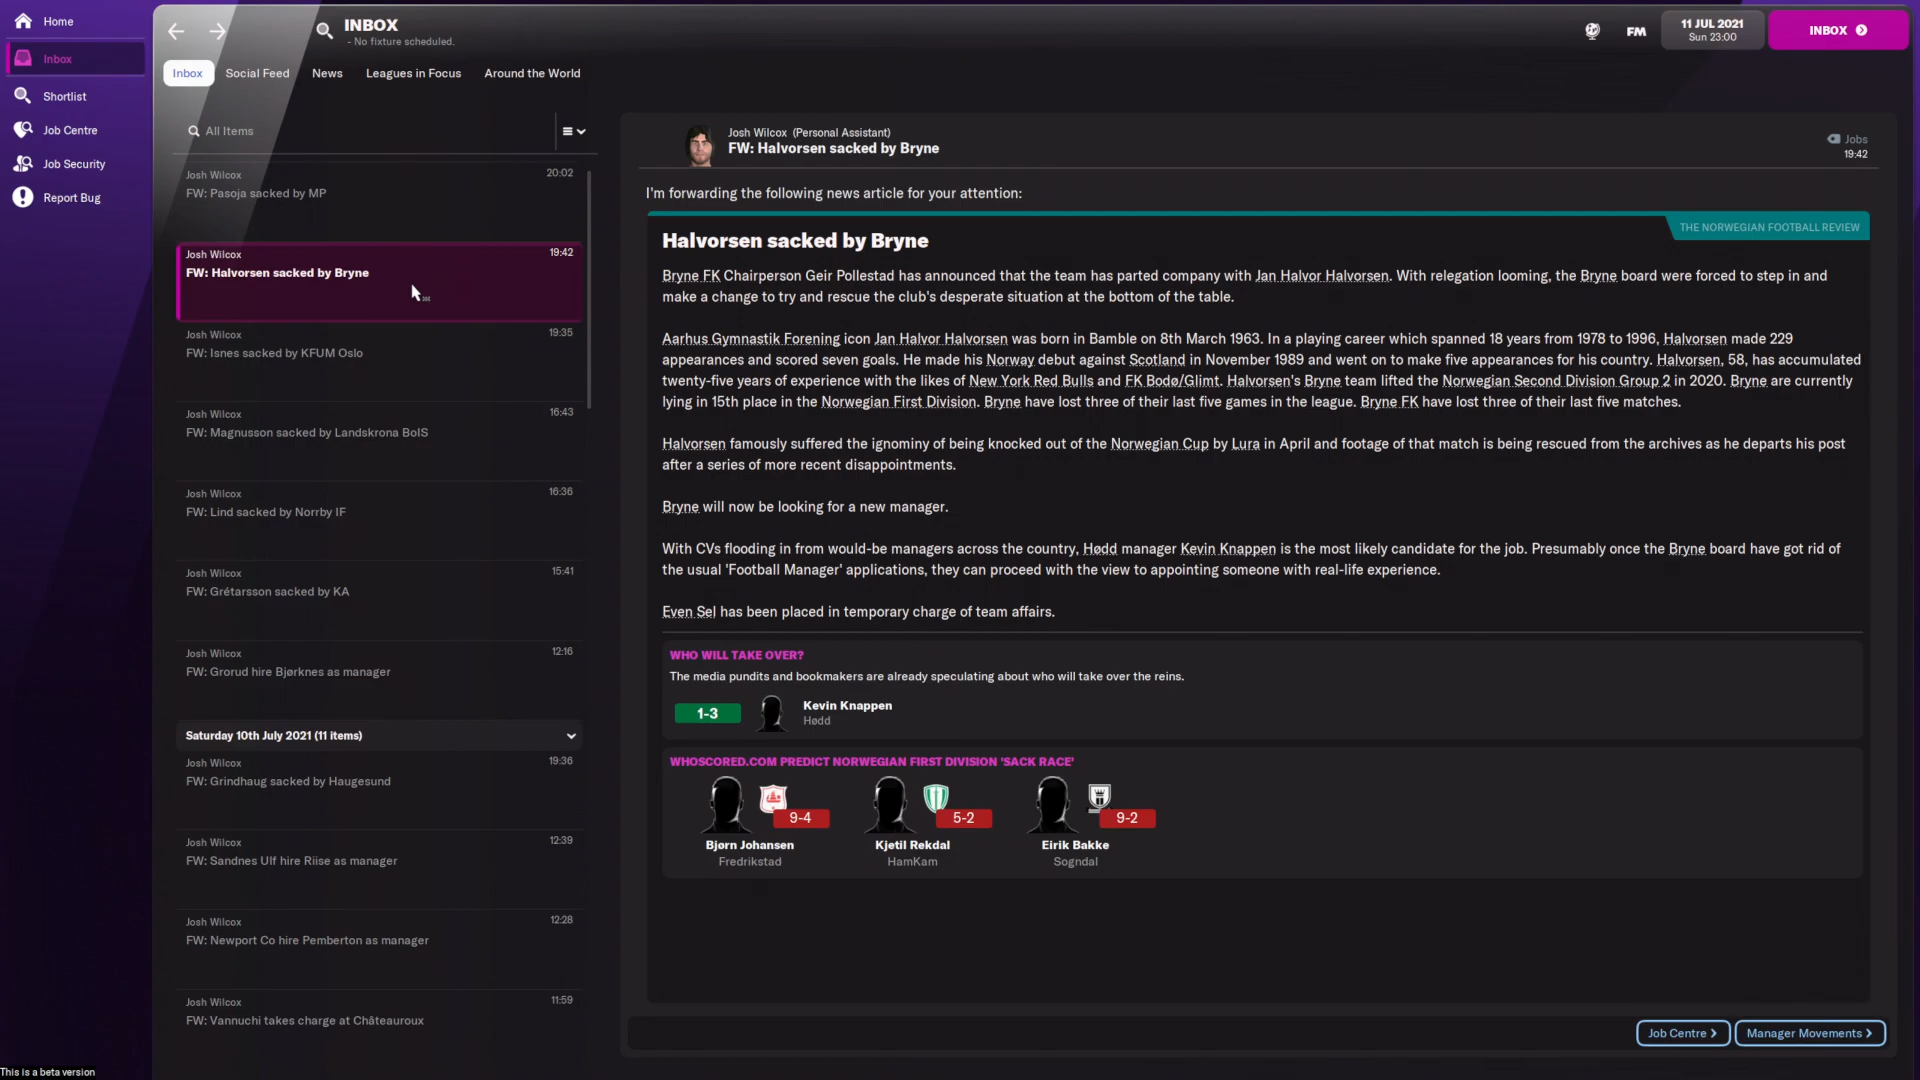 Home
Inbox
Shortlist
Job Centre
Job Security
Report Bug
INBOX
- No fixture scheduled.
FM
11 JUL 2021
Sun 23:00
INBOX
Inbox
Social Feed
News
Leagues in Focus
Around the World
All Items
Josh Wilcox
20:02
FW: Pasoja sacked by MP
Josh Wilcox
19:42
FW: Halvorsen sacked by Bryne
Josh Wilcox
19:35
FW: Isnes sacked by KFUM Oslo
Josh Wilcox
16:43
FW: Magnusson sacked by Landskrona BoIS
Josh Wilcox
16:36
FW: Lind sacked by Norrby IF
Josh Wilcox
15:41
FW: Grétarsson sacked by KA
Josh Wilcox
12:16
FW: Grorud hire Bjørknes as manager
Saturday 10th July 2021 (11 items)
Josh Wilcox
19:36
FW: Grindhaug sacked by Haugesund
Josh Wilcox
12:39
FW: Sandnes Ulf hire Riise as manager
Josh Wilcox
12:28
FW: Newport Co hire Pemberton as manager
Josh Wilcox
11:59
FW: Vannuchi takes charge at Châteauroux
Josh Wilcox (Personal Assistant)
FW: Halvorsen sacked by Bryne
Jobs
19:42
I'm forwarding the following news article for your attention:
THE NORWEGIAN FOOTBALL REVIEW
Halvorsen sacked by Bryne
Bryne FK Chairperson Geir Pollestad has announced that the team has parted company with Jan Halvor Halvorsen. With relegation looming, the Bryne board were forced to step in and
make a change to try and rescue the club's desperate situation at the bottom of the table.
Aarhus Gymnastik Forening icon Jan Halvor Halvorsen was born in Bamble on 8th March 1963. In a playing career which spanned 18 years from 1978 to 1996, Halvorsen made 229
appearances and scored seven goals. He made his Norway debut against Scotland in November 1989 and went on to make five appearances for his country. Halvorsen, 58, has accumulated
twenty-five years of experience with the likes of New York Red Bulls and FK Bodø/Glimt. Halvorsen's Bryne team lifted the Norwegian Second Division Group 2 in 2020. Bryne are currently
lying in 15th place in the Norwegian First Division. Bryne have lost three of their last five games in the league. Bryne FK have lost three of their last five matches.
Halvorsen famously suffered the ignominy of being knocked out of the Norwegian Cup by Lura in April and footage of that match is being rescued from the archives as he departs his post
after a series of more recent disappointments.
Bryne will now be looking for a new manager.
With CVs flooding in from would-be managers across the country, Hødd manager Kevin Knappen is the most likely candidate for the job. Presumably once the Bryne board have got rid of
the usual 'Football Manager' applications, they can proceed with the view to appointing someone with real-life experience.
Even Sel has been placed in temporary charge of team affairs.
WHO WILL TAKE OVER?
The media pundits and bookmakers are already speculating about who will take over the reins.
1-3
Kevin Knappen
Hødd
WHOSCORED.COM PREDICT NORWEGIAN FIRST DIVISION 'SACK RACE'
9-4
5-2
9-2
Bjørn Johansen
Kjetil Rekdal
Eirik Bakke
Fredrikstad
HamKam
Sogndal
Job Centre
Manager Movements
This is a beta version